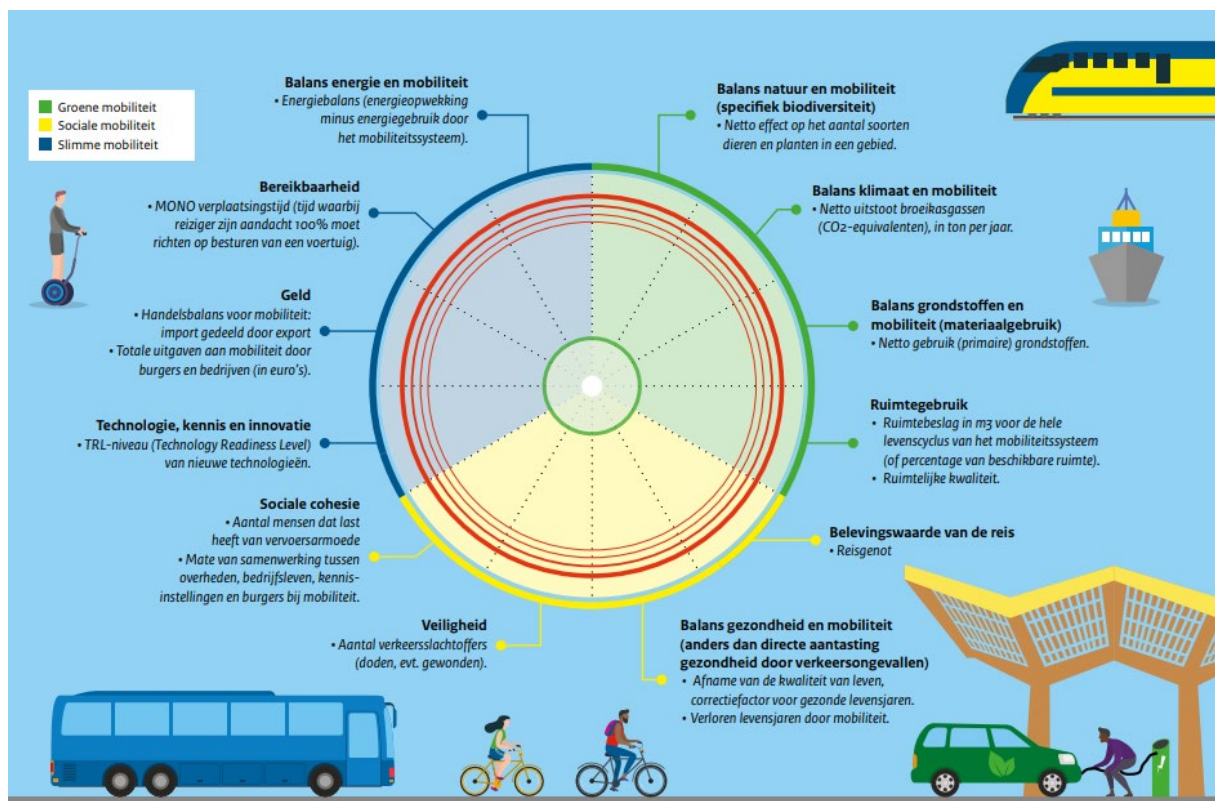 Groene mobiliteit
Sociale mobiliteit
Slimme mobiliteit
Balans energie en mobiliteit
• Energiebalans (energieopwekking
minus energiegebruik door
het mobiliteitssysteem).
Bereikbaarheid
• MONO verplaatsingstijd (tijd waarbij
reiziger zijn aandacht 100% moet
richten op besturen van een voertuig).
Geld
• Handelsbalans voor mobiliteit:
import gedeeld door export
• Totale uitgaven aan mobiliteit door
burgers en bedrijven (in euro's).
Technologie, kennis en innovatie
• TRL-niveau (Technology Readiness Level)
van nieuwe technologieën.
Sociale cohesie
• Aantal mensen dat last
heeft van vervoersarmoede
• Mate van samenwerking tussen
overheden, bedrijfsleven, kennis-
instellingen en burgers bij mobiliteit.
Veiligheid
• Aantal verkeersslachtoffers
(doden, evt. gewonden).
Balans natuur en mobiliteit
(specifiek biodiversiteit)
• Netto effect op het aantal soorten
dieren en planten in een gebied.
Balans klimaat en mobiliteit
• Netto uitstoot broeikasgassen
(CO2-equivalenten), in ton per jaar.
Balans grondstoffen en
mobiliteit (materiaalgebruik)
• Netto gebruik (primaire) grondstoffen.
Ruimtegebruik
• Ruimtebeslag in m3 voor de hele
levenscyclus van het mobiliteitssysteem
(of percentage van beschikbare ruimte).
• Ruimtelijke kwaliteit.
Belevingswaarde van de reis
• Reisgenot
Balans gezondheid en mobiliteit
(anders dan directe aantasting
gezondheid door verkeersongevallen)
• Afname van de kwaliteit van leven,
correctiefactor voor gezonde levensjaren.
• Verloren levensjaren door mobiliteit.